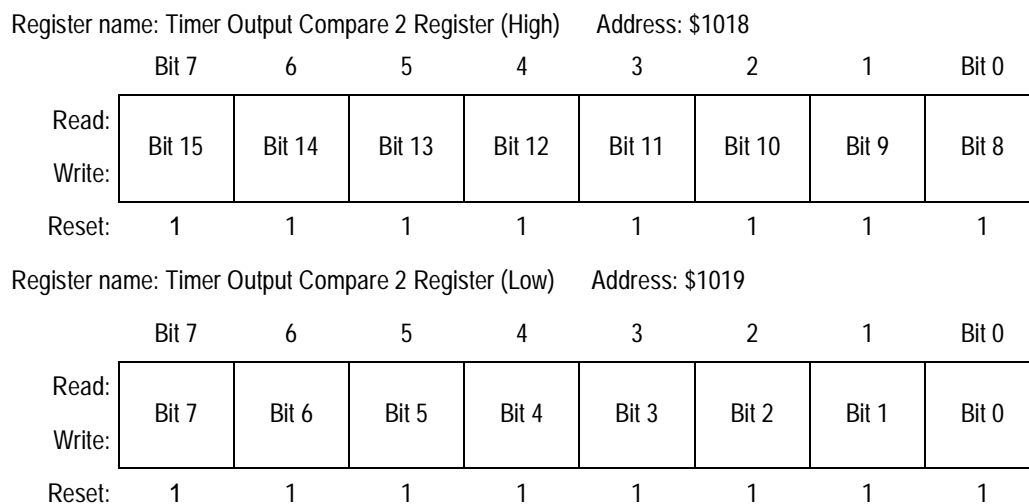 Register name: Timer Output Compare 2 Register (High) Address: $1018
Bit 7 6 5 4 3 2 1 Bit 0
Read:
Bit 15 Bit 14 Bit 13 Bit 12 Bit 11 Bit 10 Bit 9 Bit 8
Write:
Reset: 1 1 1 1 1 1 1 1
Register name: Timer Output Compare 2 Register (Low) Address: $1019
Bit 7 6 5 4 3 2 1 Bit 0
Read:
Bit 7 Bit 6 Bit 5 Bit 4 Bit 3 Bit 2 Bit 1 Bit 0
Write:
Reset: 1 1 1 1 1 1 1 1